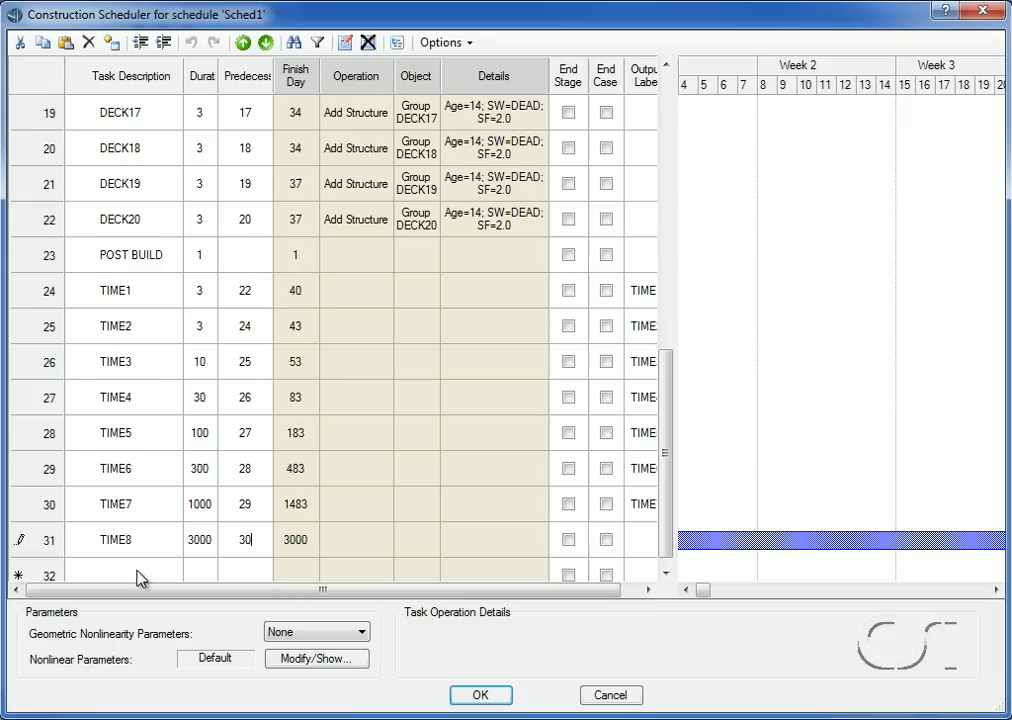 Construction Scheduler for schedule 'Sched1'
Options
Task Description Durat Predecess Finish Day Operation Object Details End Stage End Case Outpu Labe Week 2 Week 3
4 5 6 7 8 9 10 11 12 13 14 15 16 17 18 19 20
19 DECK17 3 17 34 Add Structure Group DECK17 Age=14; SW=DEAD; SF=2.0
20 DECK18 3 18 34 Add Structure Group DECK18 Age=14; SW=DEAD; SF=2.0
21 DECK19 3 19 37 Add Structure Group DECK19 Age=14; SW=DEAD; SF=2.0
22 DECK20 3 20 37 Add Structure Group DECK20 Age=14; SW=DEAD; SF=2.0
23 POST BUILD 1 1
24 TIME1 3 22 40 TIME
25 TIME2 3 24 43 TIME
26 TIME3 10 25 53 TIME
27 TIME4 30 26 83 TIME
28 TIME5 100 27 183 TIME
29 TIME6 300 28 483 TIME
30 TIME7 1000 29 1483 TIME
31 TIME8 3000 30 3000
32
Parameters
Geometric Nonlinearity Parameters: None
Nonlinear Parameters: Default Modify/Show...
Task Operation Details
CSI
OK Cancel